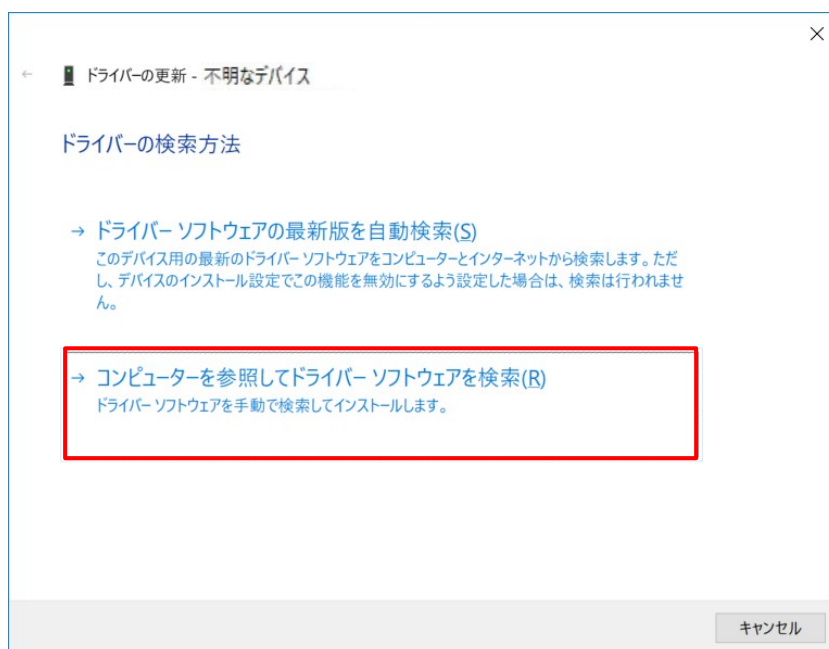 ドライバーの更新 - 不明なデバイス
ドライバーの検索方法
→ ドライバー ソフトウェアの最新版を自動検索(S)
このデバイス用の最新のドライバー ソフトウェアをコンピューターとインターネットから検索します。ただ
し、デバイスのインストール設定でこの機能を無効にするよう設定した場合は、検索は行われませ
ん。
→ コンピューターを参照してドライバー ソフトウェアを検索(R)
ドライバー ソフトウェアを手動で検索してインストールします。
キャンセル